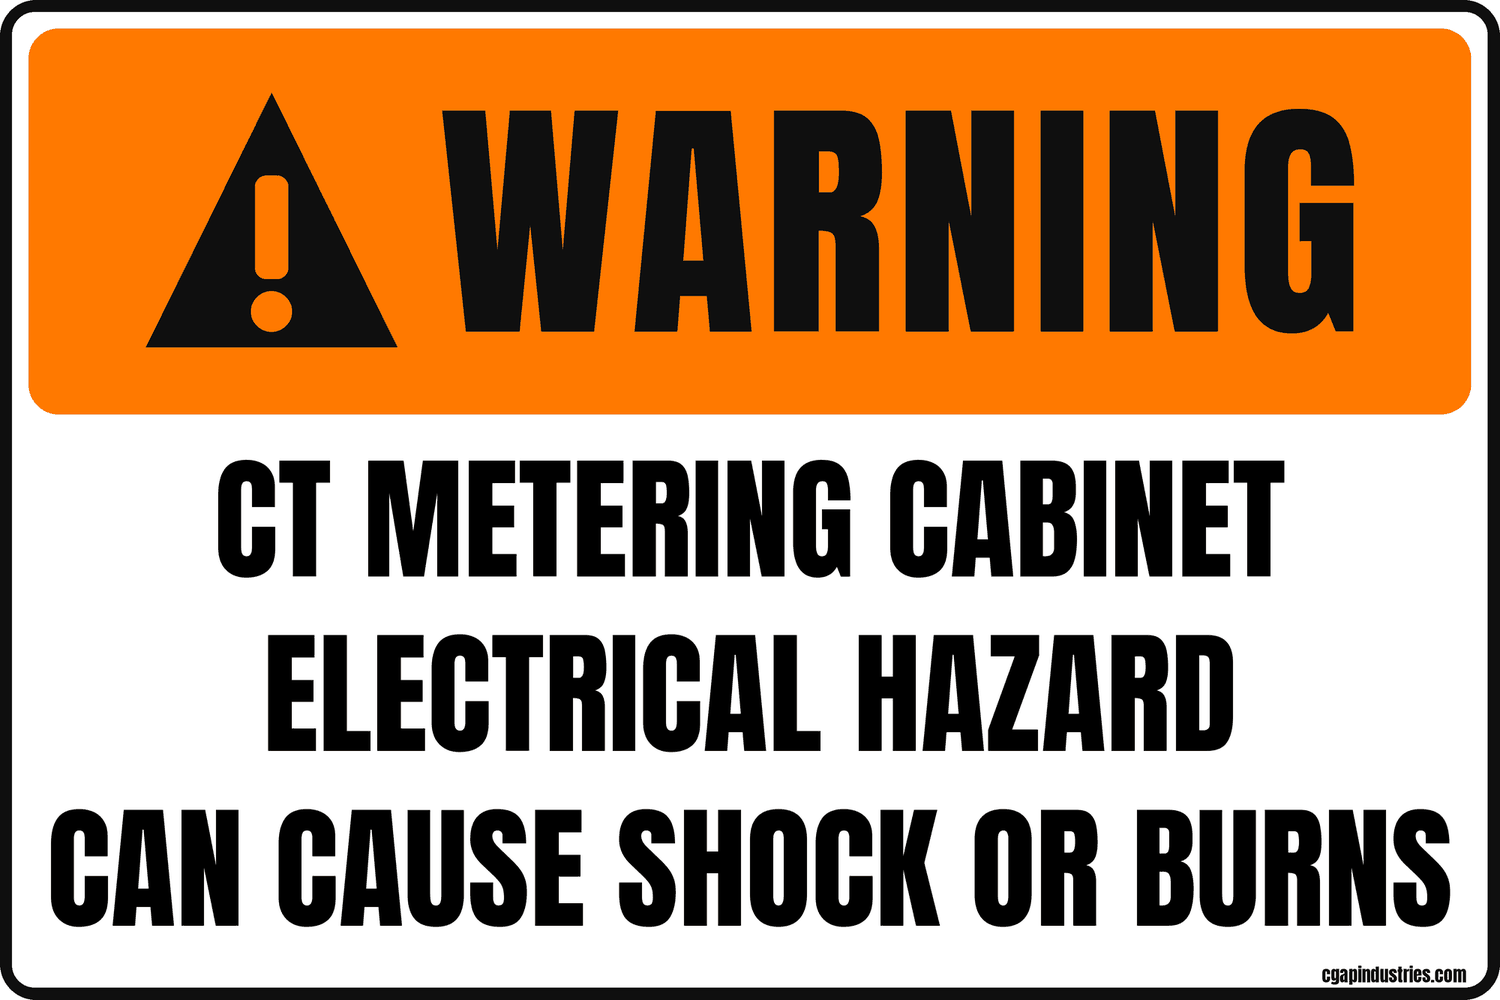 WARNING
CT METERING CABINET
ELECTRICAL HAZARD
CAN CAUSE SHOCK OR BURNS
cgapindustries.com